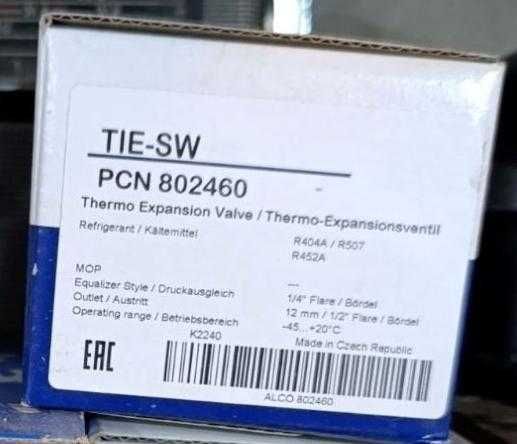 TIE-SW
PCN 802460
Thermo Expansion Valve / Thermo-Expansionsventil
Refrigerant / Kältemittel R404A / R507
R452A
MOP ---
Equalizer Style / Druckausgleich 1/4" Flare / Bördel
Outlet / Austritt 12 mm / 1/2" Flare / Bördel
Operating range / Betriebsbereich -45...+20°C
K2240 Made in Czech Republic
EAC
ALCO 802460